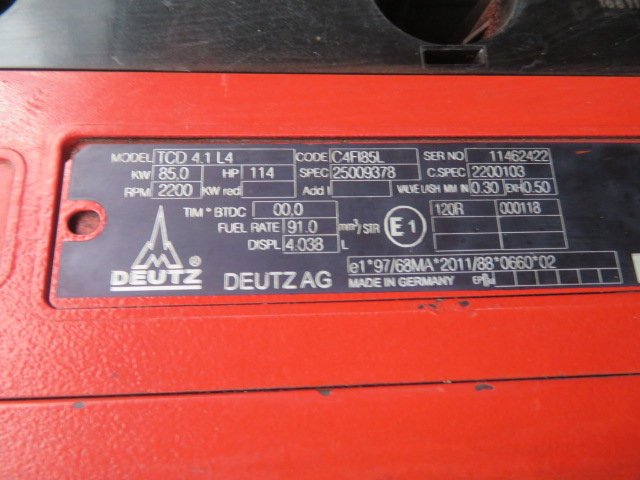 MODEL TCD 4.1 L4 CODE C4FI85L SER NO 11462422
KW 85.0 HP 114 SPEC 25009378 C.SPEC 2200103
RPM 2200 KW red Add I VALVE LASH MM IN 0.30 EXH 0.50
TIM ° BTDC 00.0 120R 000118
FUEL RATE 91.0 mm³/STR E1
DISPL 4.038 L
DEUTZ ® DEUTZ AG e1*97/68MA*2011/88*0660*02
MADE IN GERMANY